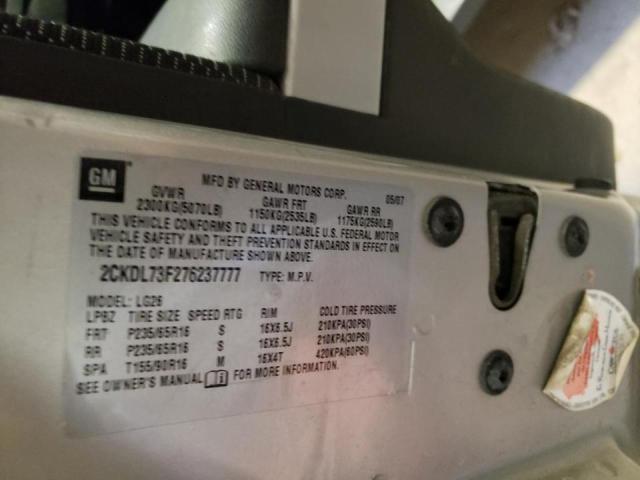 GM
MFD BY GENERAL MOTORS CORP. 05/07
GVWR GAWR FRT GAWR RR
2300KG(5070LB) 1150KG(2535LB) 1175KG(2590LB)
THIS VEHICLE CONFORMS TO ALL APPLICABLE U.S. FEDERAL MOTOR
VEHICLE SAFETY AND THEFT PREVENTION STANDARDS IN EFFECT ON
THE DATE OF MANUFACTURE SHOWN ABOVE.
2CKDL73F276237777 TYPE: M.P.V.
MODEL: LG26
LPBZ TIRE SIZE SPEED RTG RIM COLD TIRE PRESSURE
FRT P235/65R16 S 16X6.5J 210KPA(30PSI)
RR P235/65R16 S 16X6.5J 210KPA(30PSI)
SPA T155/90R16 M 16X4T 420KPA(60PSI)
SEE OWNER'S MANUAL FOR MORE INFORMATION.